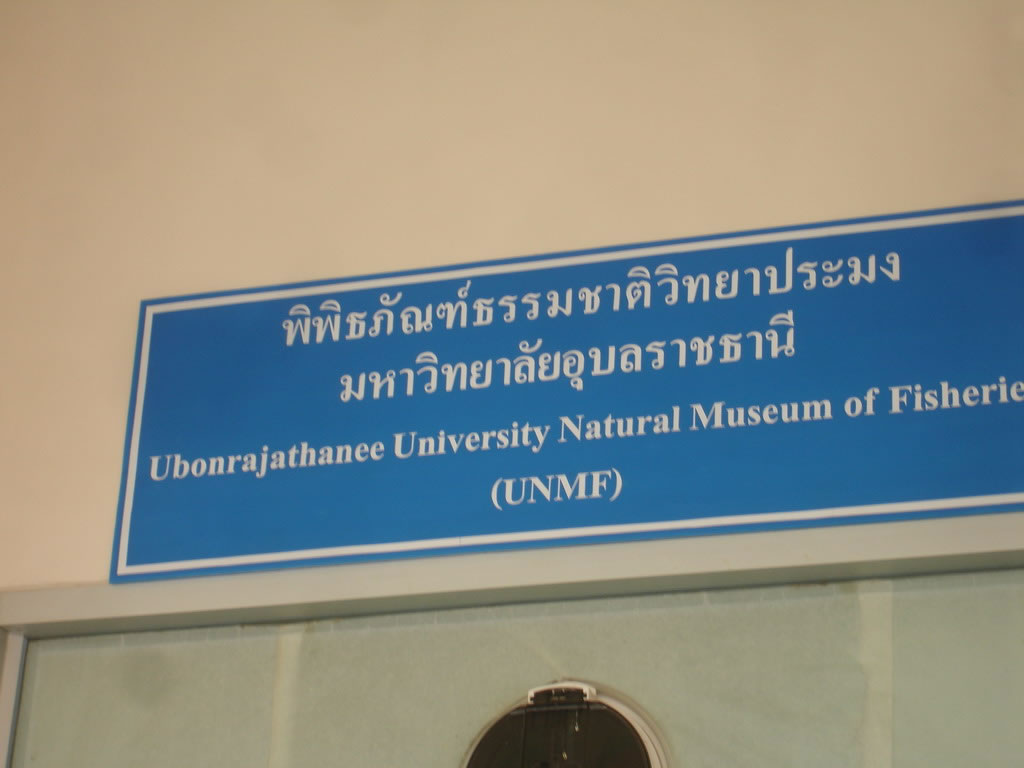 พิพิธภัณฑ์ธรรมชาติวิทยาประมง
มหาวิทยาลัยอุบลราชธานี
Ubonrajathanee University Natural Museum of Fisherie
(UNMF)